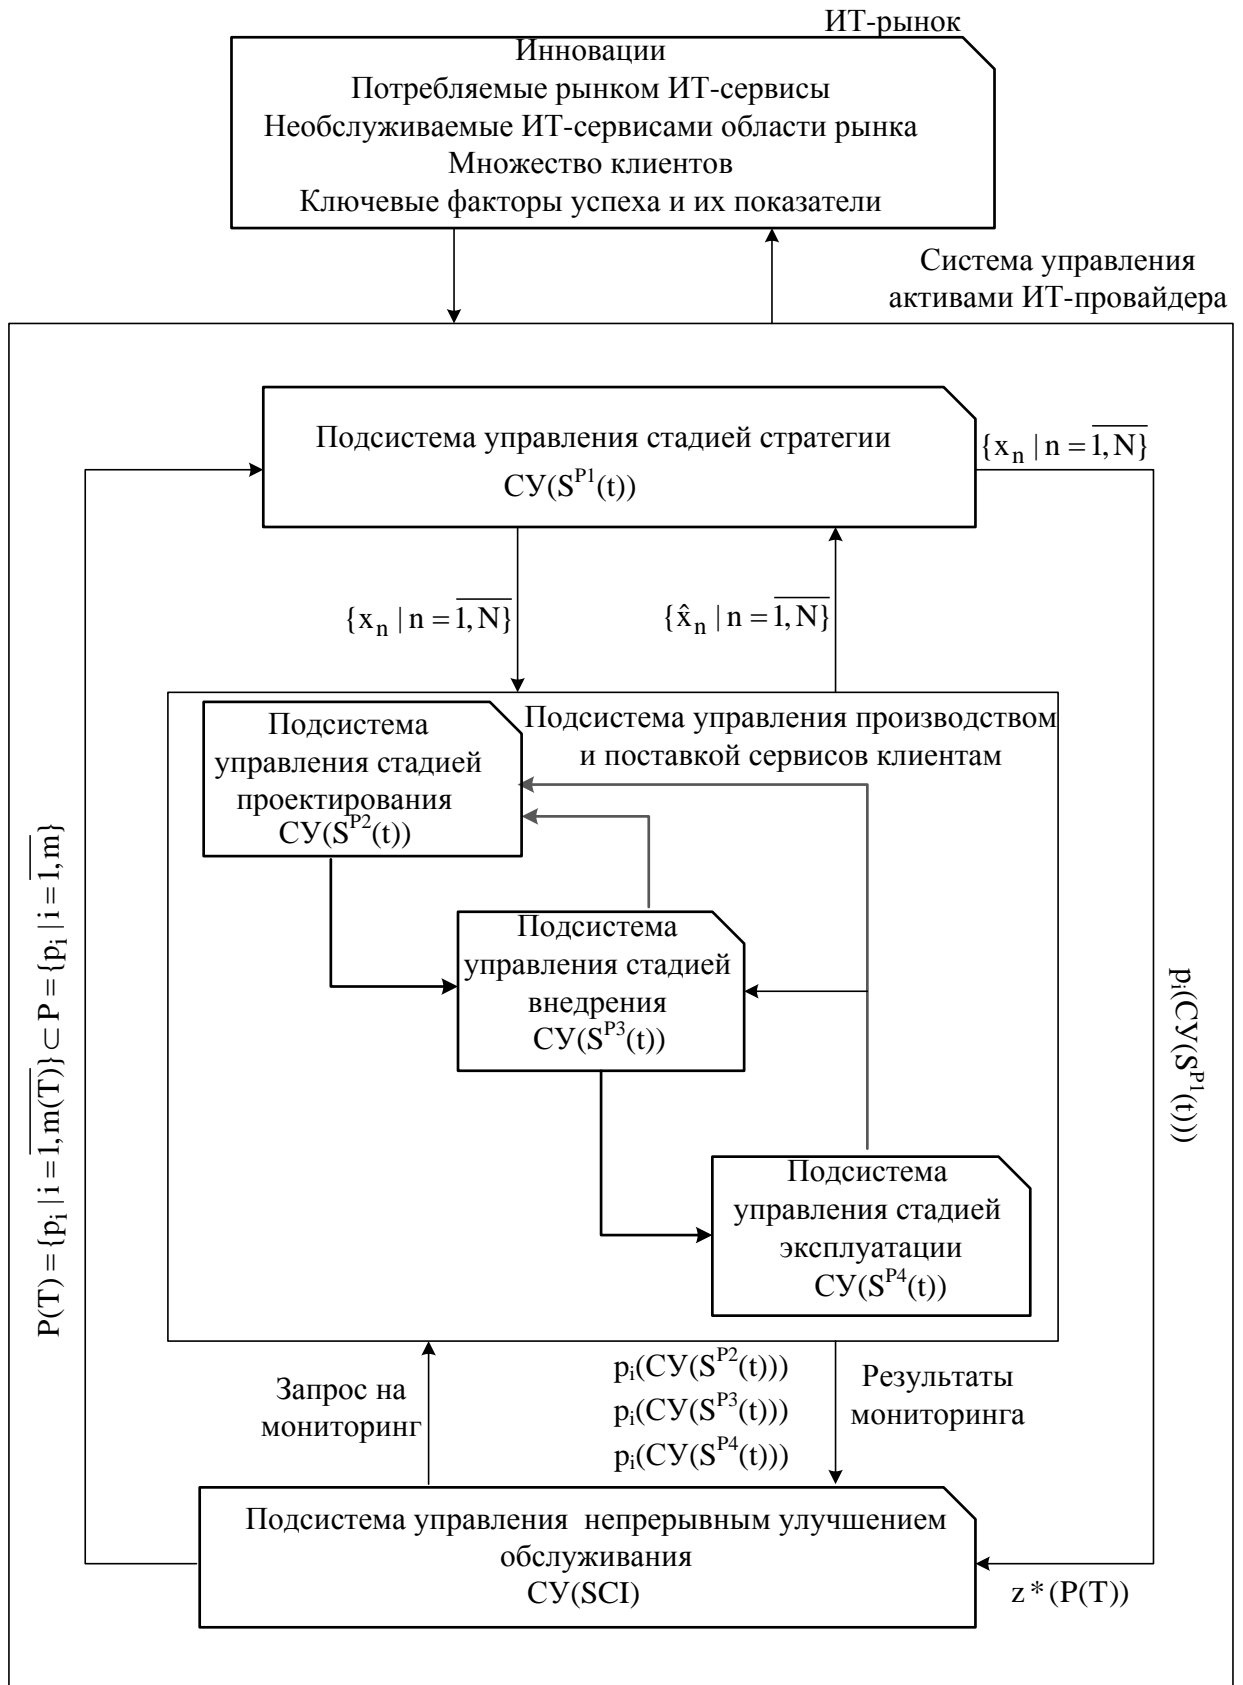 ИТ-рынок
Инновации
Потребляемые рынком ИТ-сервисы
Необслуживаемые ИТ-сервисами области рынка
Множество клиентов
Ключевые факторы успеха и их показатели
Система управления
активами ИТ-провайдера
Подсистема управления стадией стратегии
СУ(S^P1(t))
{x_n | n = 1, N}
{x_n | n = 1, N}
{x̂_n | n = 1, N}
Подсистема
управления стадией
проектирования
СУ(S^P2(t))
Подсистема управления производством
и поставкой сервисов клиентам
Подсистема
управления стадией
внедрения
СУ(S^P3(t))
Подсистема
управления стадией
эксплуатации
СУ(S^P4(t))
P(T) = {p_i | i = 1, m(T)} ⊂ P = {p_i | i = 1, m}
p_i(СУ(S^P1(t)))
Запрос на
мониторинг
p_i(СУ(S^P2(t)))
p_i(СУ(S^P3(t)))
p_i(СУ(S^P4(t)))
Результаты
мониторинга
Подсистема управления непрерывным улучшением
обслуживания
СУ(SCI)
z * (P(T))